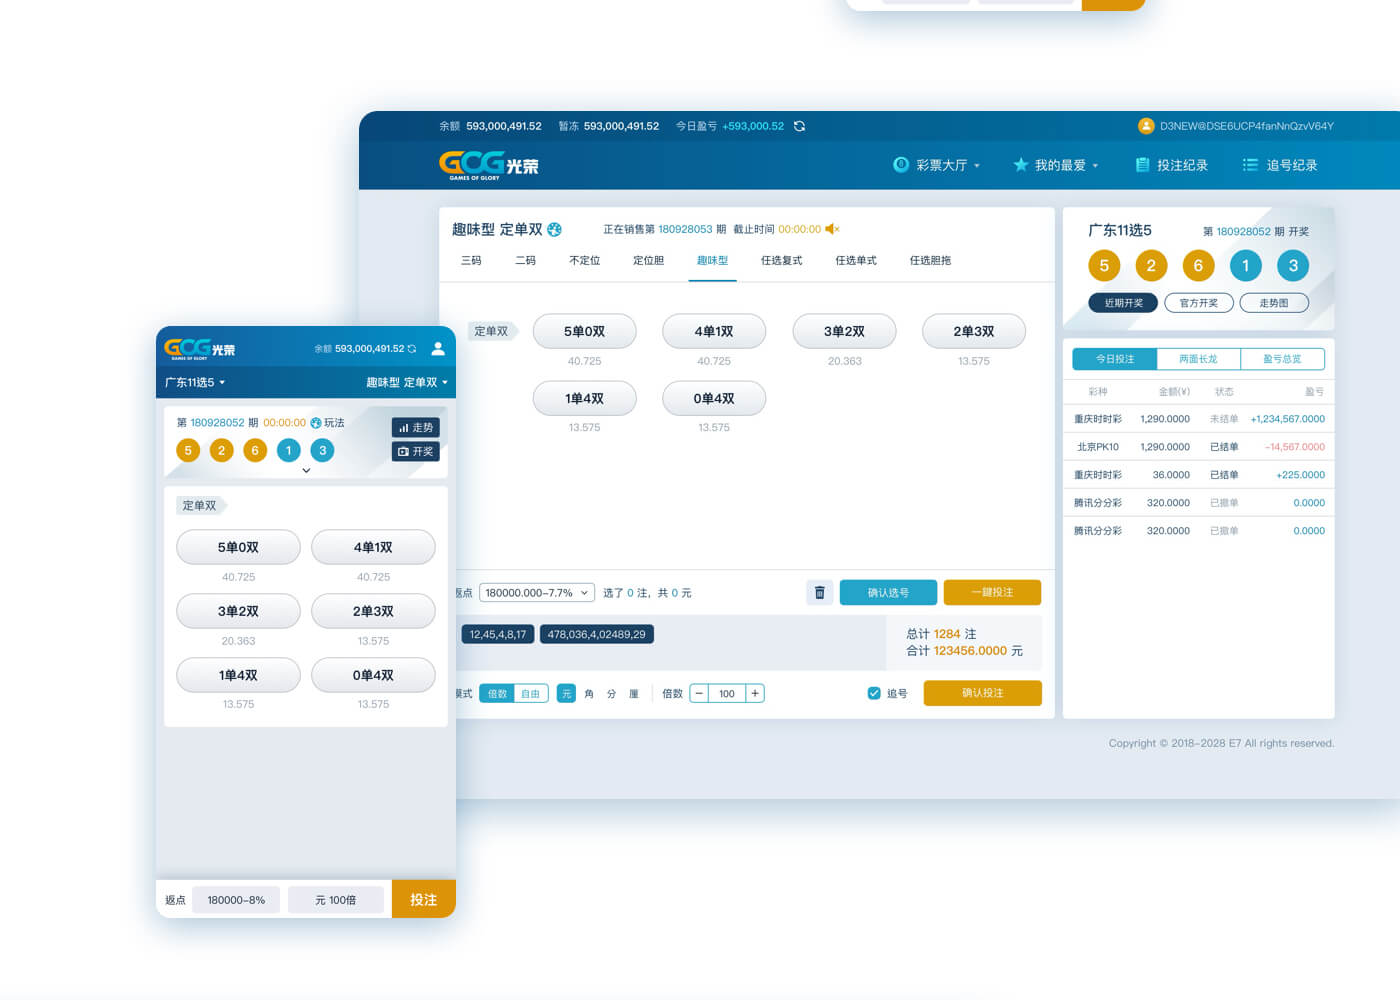 余额 593,000,491.52 暂冻 593,000,491.52 今日盈亏 +593,000.52
D3NEW@DSE6UCP4fanNnQzvV64Y
GCG光荣
GAMES OF GLORY
彩票大厅 我的最爱 投注纪录 追号纪录
趣味型 定单双
正在销售第 180928053 期 截止时间 00:00:00
三码 二码 不定位 定位胆 趣味型 任选复式 任选单式 任选胆拖
定单双
5单0双 4单1双 3单2双 2单3双
40.725 40.725 20.363 13.575
1单4双 0单4双
13.575 13.575
返点 180000.000-7.7% 选了 0 注, 共 0 元
确认选号 一键投注
12,45,4,8,17 478,036,4,02489,29
总计 1284 注
合计 123456.0000 元
模式 倍数 自由 元 角 分 厘 倍数 − 100 +
追号 确认投注
广东11选5 第 180928052 期 开奖
5 2 6 1 3
近期开奖 官方开奖 走势图
今日投注 两面长龙 盈亏总览
彩种 金额(¥) 状态 盈亏
重庆时时彩 1,290.0000 未结单 +1,234,567.0000
北京PK10 1,290.0000 已结单 -14,567.0000
重庆时时彩 36.0000 已结单 +225.0000
腾讯分分彩 320.0000 已撤单 0.0000
腾讯分分彩 320.0000 已撤单 0.0000
Copyright © 2018-2028 E7 All rights reserved.
GCG光荣
GAMES OF GLORY
余额 593,000,491.52
广东11选5 趣味型 定单双
第 180928052 期 00:00:00 玩法
走势
5 2 6 1 3
开奖
定单双
5单0双 4单1双
40.725 40.725
3单2双 2单3双
20.363 13.575
1单4双 0单4双
13.575 13.575
返点 180000-8% 元 100倍 投注